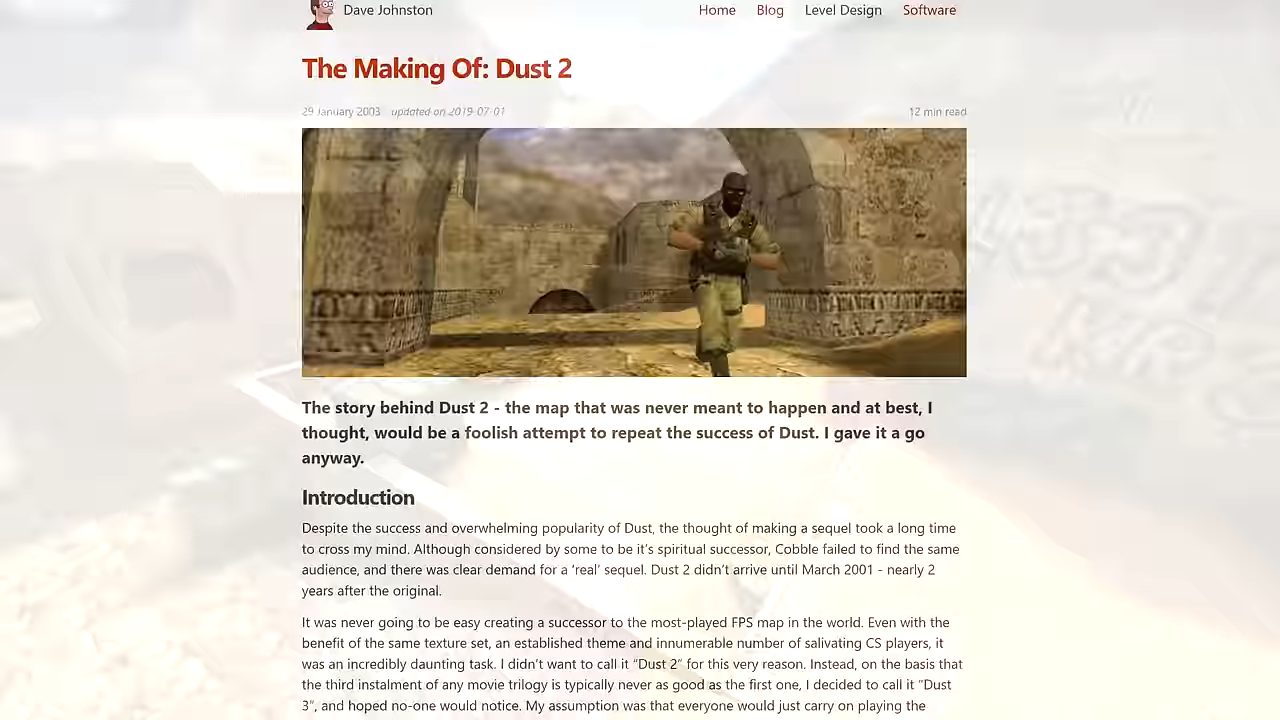 Dave Johnston
Home Blog Level Design Software
The Making Of: Dust 2
29 January 2003 updated on 2019-07-01 12 min read
The story behind Dust 2 - the map that was never meant to happen and at best, I
thought, would be a foolish attempt to repeat the success of Dust. I gave it a go
anyway.
Introduction
Despite the success and overwhelming popularity of Dust, the thought of making a sequel took a long time
to cross my mind. Although considered by some to be it's spiritual successor, Cobble failed to find the same
audience, and there was clear demand for a 'real' sequel. Dust 2 didn't arrive until March 2001 - nearly 2
years after the original.
It was never going to be easy creating a successor to the most-played FPS map in the world. Even with the
benefit of the same texture set, an established theme and innumerable number of salivating CS players, it
was an incredibly daunting task. I didn't want to call it "Dust 2" for this very reason. Instead, on the basis that
the third instalment of any movie trilogy is typically never as good as the first one, I decided to call it "Dust
3", and hoped no-one would notice. My assumption was that everyone would just carry on playing the